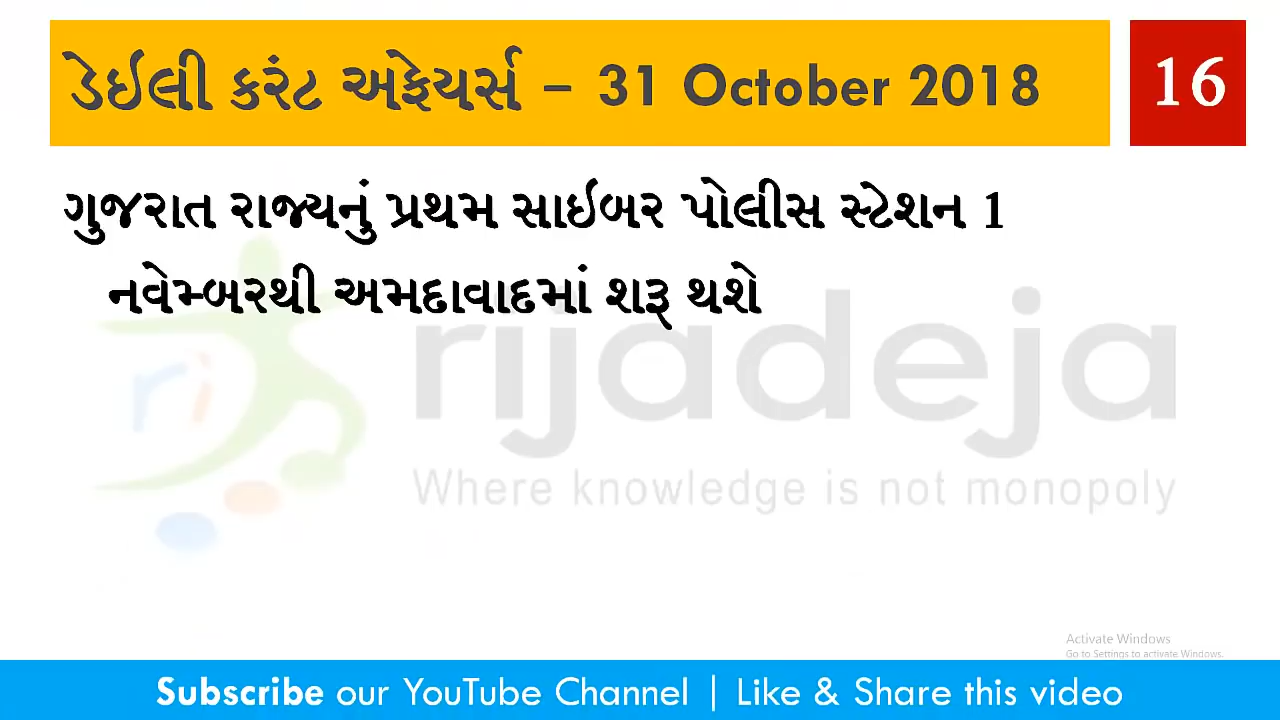 ડેઈલી કરંટ અફેયર્સ – 31 October 2018
16
ગુજરાત રાજ્યનું પ્રથમ સાઇબર પોલીસ સ્ટેશન 1
નવેમ્બરથી અમદાવાદમાં શરૂ થશે
ri
rijadeja
Where knowledge is not monopoly
Activate Windows
Go to Settings to activate Windows.
Subscribe our YouTube Channel | Like & Share this video